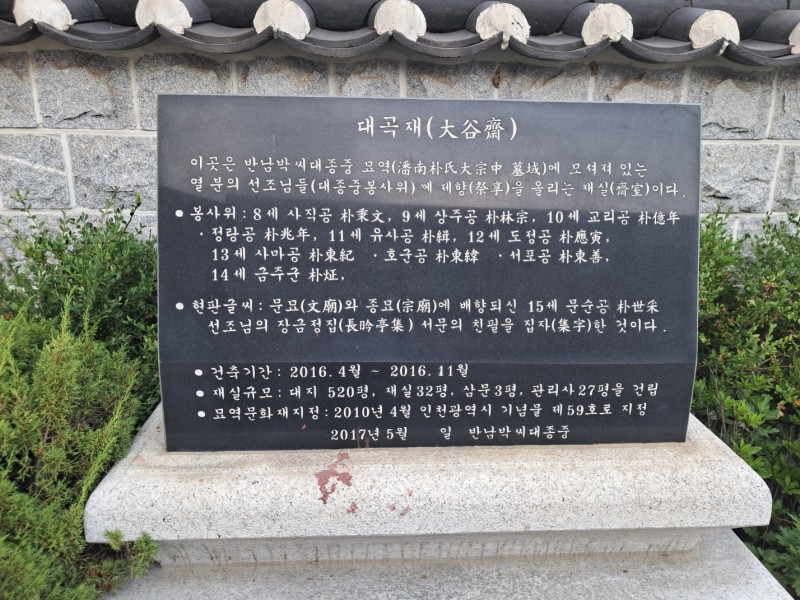 대곡재(大谷齋)
이곳은 반남박씨대종중 묘역(潘南朴氏大宗中 墓域)에 모셔져 있는
열 분의 선조님들(대종중봉사위)께 제향(祭享)을 올리는 재실(齋室)이다.
● 봉사위 : 8세 사직공 朴秉文, 9세 상주공 朴林宗, 10세 교리공 朴億年
· 정랑공 朴兆年, 11세 유사공 朴緝, 12세 도정공 朴應寅,
13세 사마공 朴東紀 · 호군공 朴東緯 · 서포공 朴東善,
14세 금주군 朴炡,
● 현판글씨 : 문묘(文廟)와 종묘(宗廟)에 배향되신 15세 문순공 朴世采
선조님의 장금정집(長吟亭集) 서문의 친필을 집자(集字)한 것이다.
● 건축기간 : 2016. 4월 ~ 2016. 11월
● 재실규모 : 대지 520평, 재실32평, 삼문3평, 관리사27평을 건립
● 묘역문화재지정 : 2010년 4월 인천광역시 기념물 제59호로 지정
2017년 5월 일 반남박씨대종중